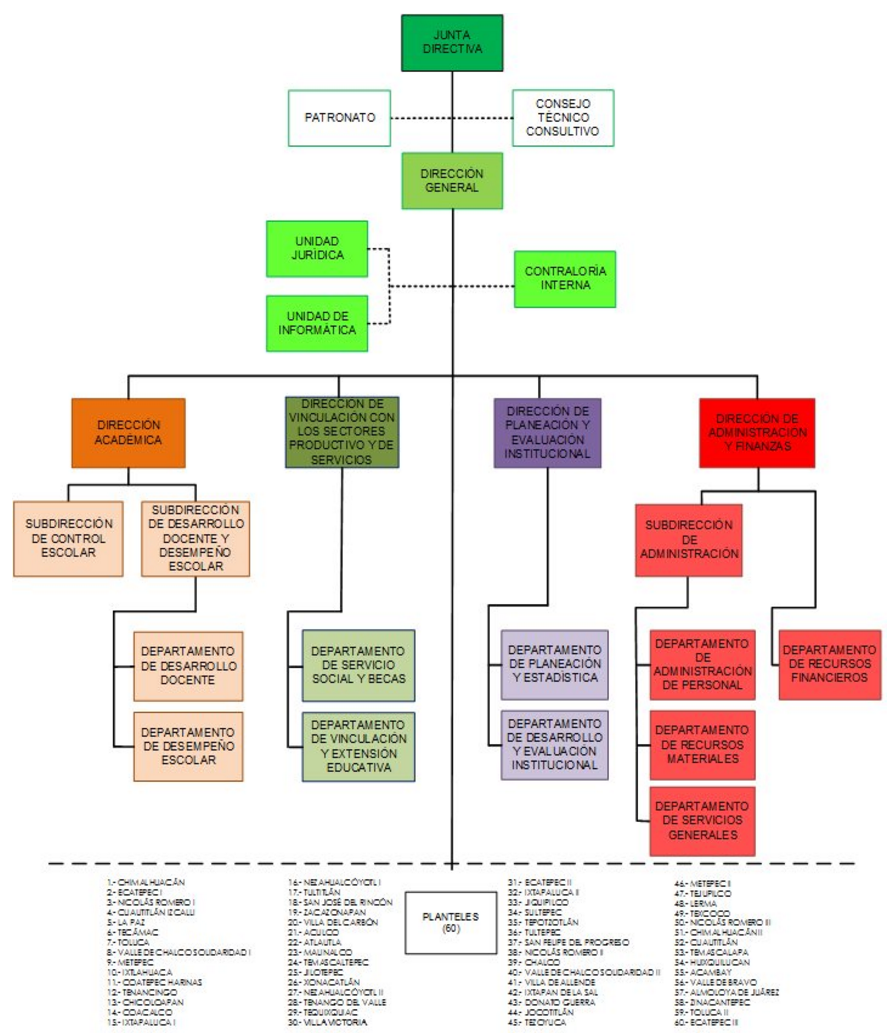 JUNTA
DIRECTIVA
PATRONATO
CONSEJO
TÉCNICO
CONSULTIVO
DIRECCIÓN
GENERAL
UNIDAD
JURÍDICA
UNIDAD DE
INFORMÁTICA
CONTRALORÍA
INTERNA
DIRECCIÓN
ACADÉMICA
DIRECCIÓN DE
VINCULACIÓN CON
LOS SECTORES
PRODUCTIVO Y DE
SERVICIOS
DIRECCIÓN DE
PLANEACIÓN Y
EVALUACIÓN
INSTITUCIONAL
DIRECCIÓN DE
ADMINISTRACIÓN
Y FINANZAS
SUBDIRECCIÓN
DE CONTROL
ESCOLAR
SUBDIRECCIÓN
DE DESARROLLO
DOCENTE Y
DESEMPEÑO
ESCOLAR
SUBDIRECCIÓN
DE
ADMINISTRACIÓN
DEPARTAMENTO
DE DESARROLLO
DOCENTE
DEPARTAMENTO
DE SERVICIO
SOCIAL Y BECAS
DEPARTAMENTO
DE PLANEACIÓN
Y ESTADÍSTICA
DEPARTAMENTO
DE
ADMINISTRACIÓN
DE PERSONAL
DEPARTAMENTO
DE RECURSOS
FINANCIEROS
DEPARTAMENTO
DE DESEMPEÑO
ESCOLAR
DEPARTAMENTO
DE VINCULACIÓN
Y EXTENSIÓN
EDUCATIVA
DEPARTAMENTO
DE DESARROLLO
Y EVALUACIÓN
INSTITUCIONAL
DEPARTAMENTO
DE RECURSOS
MATERIALES
DEPARTAMENTO
DE SERVICIOS
GENERALES
1.- CHIMALHUACÁN
2.- ECATEPEC I
3.- NICOLÁS ROMERO I
4.- CUAUTITLÁN IZCALLI
5.- LA PAZ
6.- TECÁMAC
7.- TOLUCA
8.- VALLE DE CHALCO SOLIDARIDAD I
9.- METEPEC
10.- IXTLAHUACA
11.- COATEPEC HARINAS
12.- TENANCINGO
13.- CHICOLOAPAN
14.- COACALCO
15.- IXTAPALUCA I
16.- NEZAHUALCÓYOTL I
17.- TULTITLÁN
18.- SAN JOSÉ DEL RINCÓN
19.- ZACAZONAPAN
20.- VILLA DEL CARBÓN
21.- ACULCO
22.- ATLAUTLA
23.- MALINALCO
24.- TEMASCALTEPEC
25.- JILOTEPEC
26.- XONACATLÁN
27.- NEZAHUALCÓYOTL II
28.- TENANGO DEL VALLE
29.- TEQUIXQUIAC
30.- VILLA VICTORIA
PLANTELES
(60)
31.- ECATEPEC II
32.- IXTAPALUCA II
33.- JIQUIPILCO
34.- SULTEPEC
35.- TEPOTZOTLÁN
36.- TULTEPEC
37.- SAN FELIPE DEL PROGRESO
38.- NICOLÁS ROMERO II
39.- CHALCO
40.- VALLE DE CHALCO SOLIDARIDAD II
41.- VILLA DE ALLENDE
42.- IXTAPAN DE LA SAL
43.- DONATO GUERRA
44.- JOCOTITLÁN
45.- TEZOYUCA
46.- METEPEC II
47.- TEJUPILCO
48.- LERMA
49.- TEXCOCO
50.- NICOLÁS ROMERO III
51.- CHIMALHUACÁN II
52.- CUAUTITLÁN
53.- TEMASCALAPA
54.- HUIXQUILUCAN
55.- ACAMBAY
56.- VALLE DE BRAVO
57.- ALMOLOYA DE JUÁREZ
58.- ZINACANTEPEC
59.- TOLUCA II
60.- ECATEPEC III